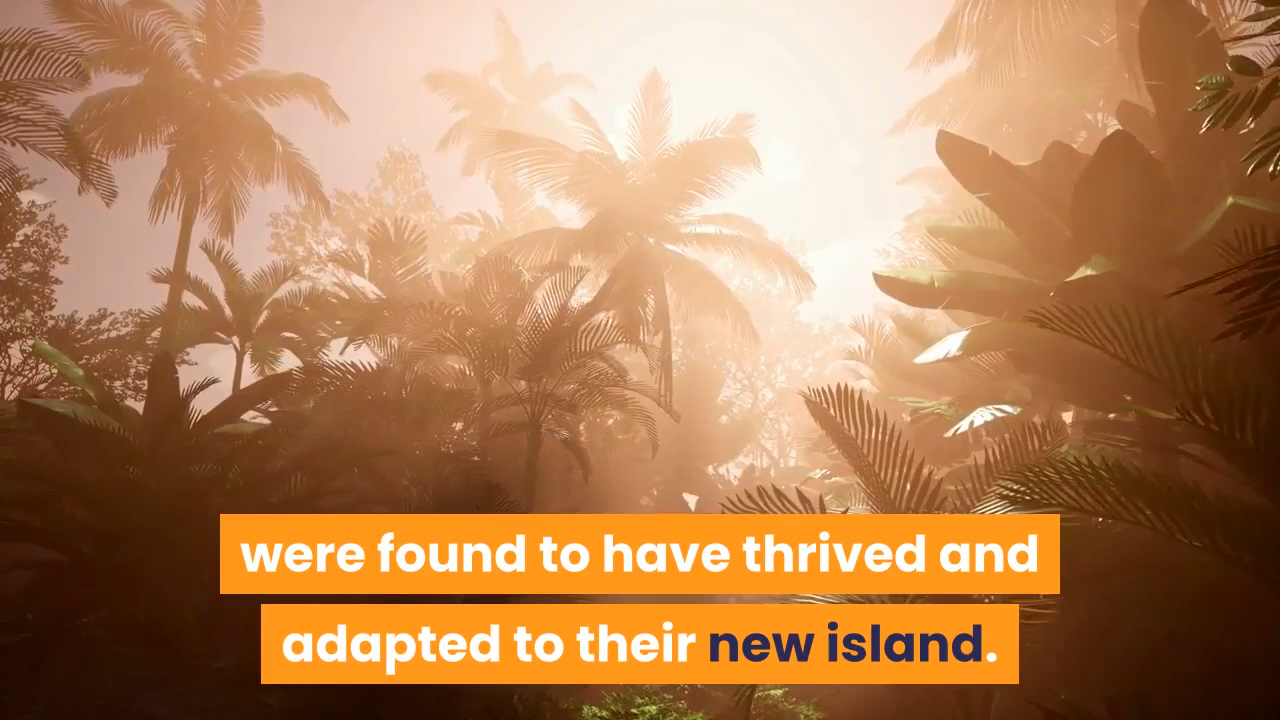 were found to have thrived and
adapted to their new island.